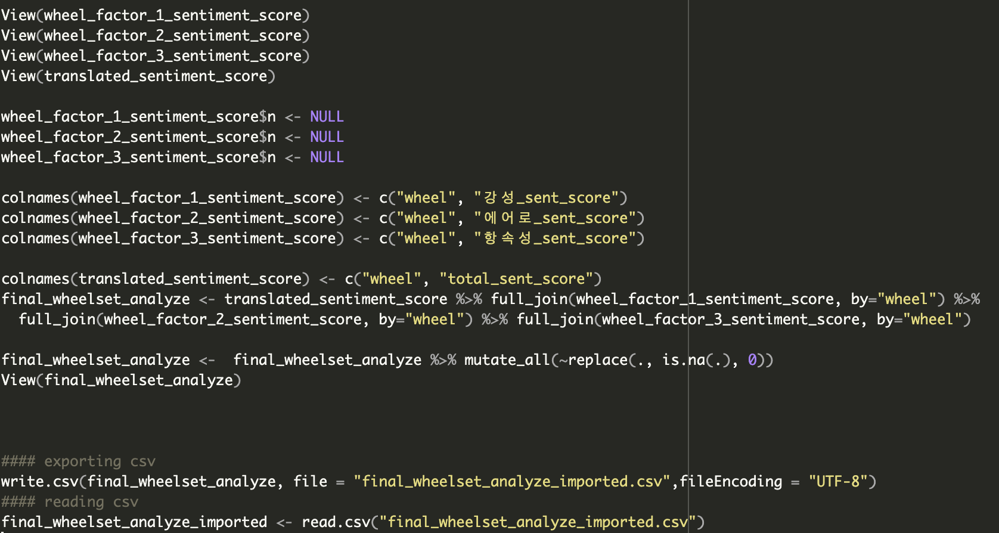 View(wheel_factor_1_sentiment_score)
View(wheel_factor_2_sentiment_score)
View(wheel_factor_3_sentiment_score)
View(translated_sentiment_score)
wheel_factor_1_sentiment_score$n <- NULL
wheel_factor_2_sentiment_score$n <- NULL
wheel_factor_3_sentiment_score$n <- NULL
colnames(wheel_factor_1_sentiment_score) <- c("wheel", "강성_sent_score")
colnames(wheel_factor_2_sentiment_score) <- c("wheel", "에어로_sent_score")
colnames(wheel_factor_3_sentiment_score) <- c("wheel", "항속성_sent_score")
colnames(translated_sentiment_score) <- c("wheel", "total_sent_score")
final_wheelset_analyze <- translated_sentiment_score %>% full_join(wheel_factor_1_sentiment_score, by="wheel") %>%
  full_join(wheel_factor_2_sentiment_score, by="wheel") %>% full_join(wheel_factor_3_sentiment_score, by="wheel")
final_wheelset_analyze <-  final_wheelset_analyze %>% mutate_all(~replace(., is.na(.), 0))
View(final_wheelset_analyze)
#### exporting csv
write.csv(final_wheelset_analyze, file = "final_wheelset_analyze_imported.csv",fileEncoding = "UTF-8")
#### reading csv
final_wheelset_analyze_imported <- read.csv("final_wheelset_analyze_imported.csv")